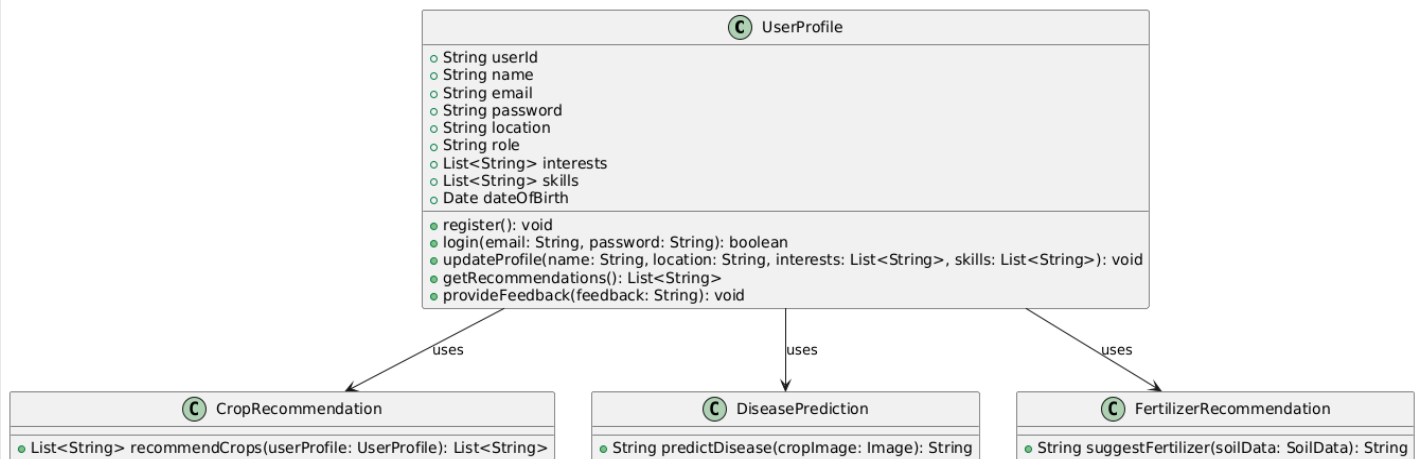 C UserProfile
String userId
String name
String email
String password
String location
String role
List<String> interests
List<String> skills
Date dateOfBirth
register(): void
login(email: String, password: String): boolean
updateProfile(name: String, location: String, interests: List<String>, skills: List<String>): void
getRecommendations(): List<String>
provideFeedback(feedback: String): void
uses
uses
uses
C CropRecommendation
List<String> recommendCrops(userProfile: UserProfile): List<String>
C DiseasePrediction
String predictDisease(cropImage: Image): String
C FertilizerRecommendation
String suggestFertilizer(soilData: SoilData): String